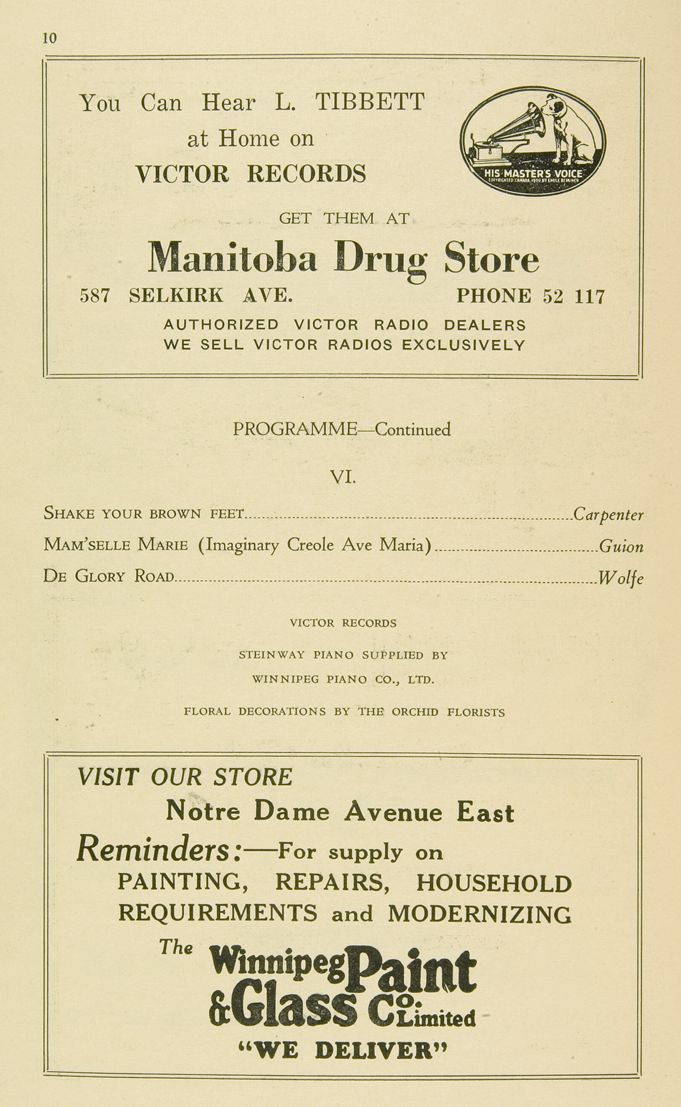 10
You Can Hear L. TIBBETT
at Home on
VICTOR RECORDS
HIS MASTER'S VOICE
GET THEM AT
Manitoba Drug Store
587 SELKIRK AVE. PHONE 52 117
AUTHORIZED VICTOR RADIO DEALERS
WE SELL VICTOR RADIOS EXCLUSIVELY
PROGRAMME—Continued
VI.
SHAKE YOUR BROWN FEET Carpenter
MAM'SELLE MARIE (Imaginary Creole Ave Maria) Guion
DE GLORY ROAD Wolfe
VICTOR RECORDS
STEINWAY PIANO SUPPLIED BY
WINNIPEG PIANO CO., LTD.
FLORAL DECORATIONS BY THE ORCHID FLORISTS
VISIT OUR STORE
Notre Dame Avenue East
Reminders:—For supply on
PAINTING, REPAIRS, HOUSEHOLD
REQUIREMENTS and MODERNIZING
The Winnipeg Paint
& Glass Co. Limited
"WE DELIVER"